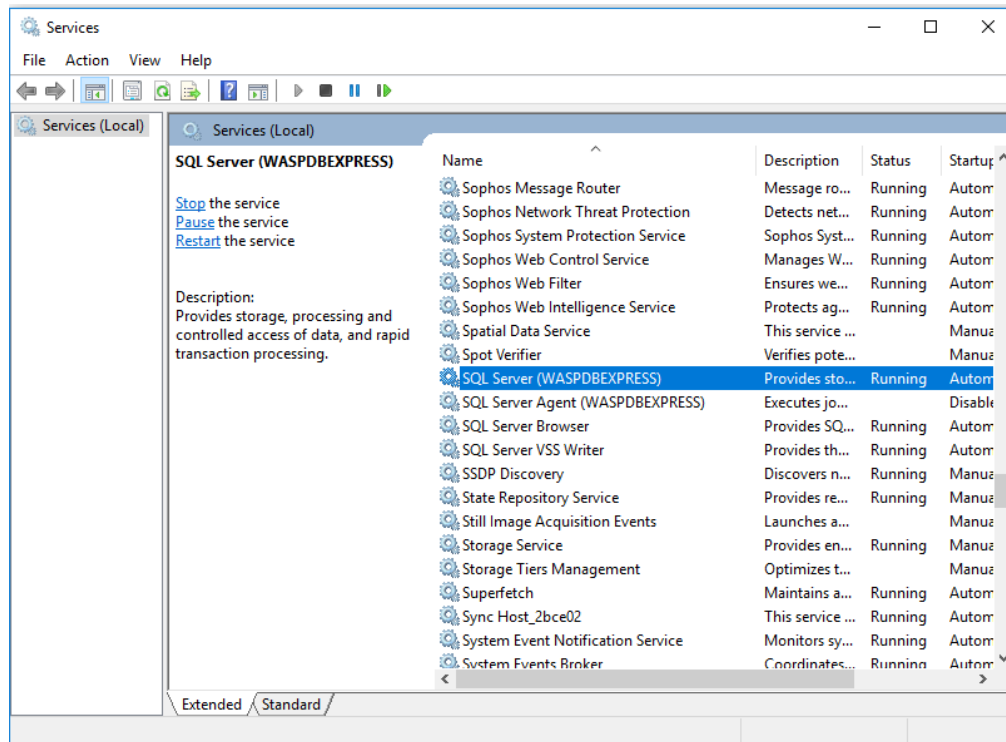 Services
File Action View Help
Services (Local)
Services (Local)
SQL Server (WASPDBEXPRESS)
Stop the service
Pause the service
Restart the service
Description:
Provides storage, processing and
controlled access of data, and rapid
transaction processing.
Name Description Status Startup
Sophos Message Router Message ro... Running Autom
Sophos Network Threat Protection Detects net... Running Autom
Sophos System Protection Service Sophos Syst... Running Autom
Sophos Web Control Service Manages W... Running Autom
Sophos Web Filter Ensures we... Running Autom
Sophos Web Intelligence Service Protects ag... Running Autom
Spatial Data Service This service ... Manua
Spot Verifier Verifies pote... Manua
SQL Server (WASPDBEXPRESS) Provides sto... Running Autom
SQL Server Agent (WASPDBEXPRESS) Executes jo... Disable
SQL Server Browser Provides SQ... Running Autom
SQL Server VSS Writer Provides th... Running Autom
SSDP Discovery Discovers n... Running Manua
State Repository Service Provides re... Running Manua
Still Image Acquisition Events Launches a... Manua
Storage Service Provides en... Running Manua
Storage Tiers Management Optimizes t... Manua
Superfetch Maintains a... Running Autom
Sync Host_2bce02 This service ... Running Autom
System Event Notification Service Monitors sy... Running Autom
System Events Broker Coordinates... Running Autom
Extended Standard